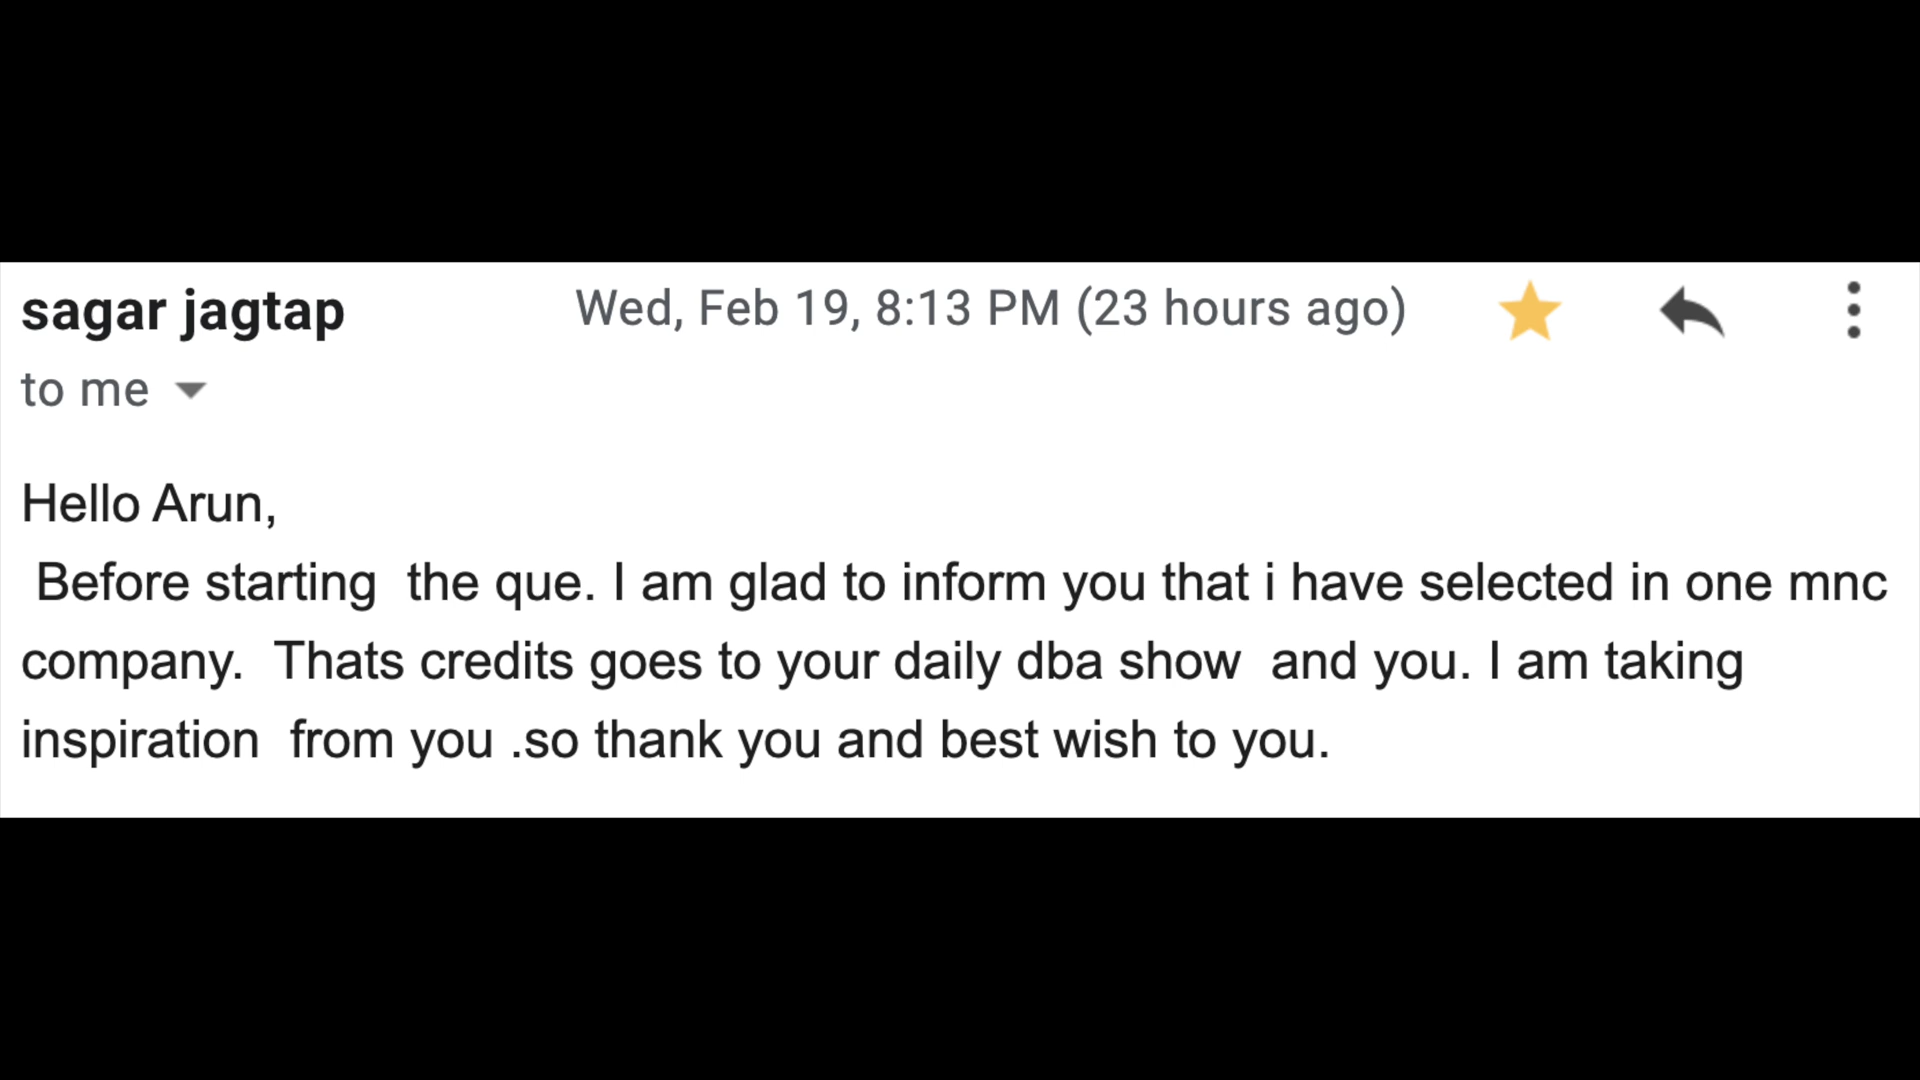 sagar jagtap Wed, Feb 19, 8:13 PM (23 hours ago)
to me
Hello Arun,
Before starting  the que. I am glad to inform you that i have selected in one mnc
company.  Thats credits goes to your daily dba show  and you. I am taking
inspiration  from you .so thank you and best wish to you.